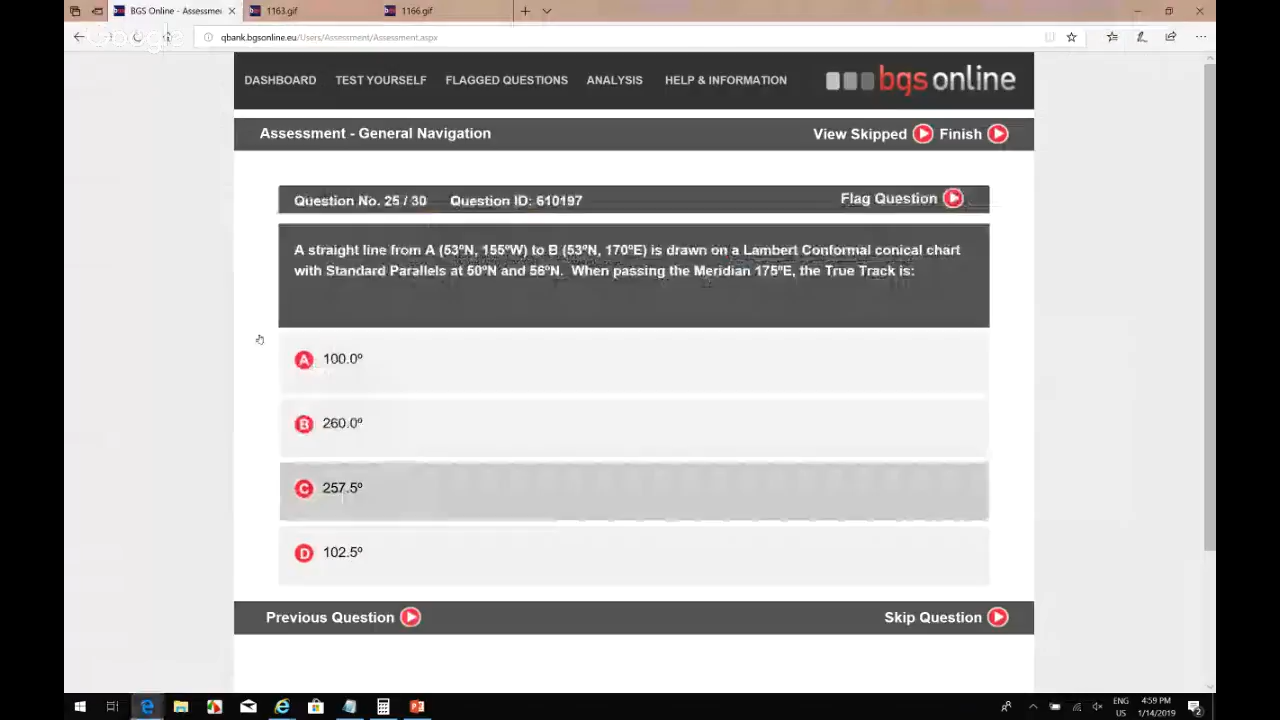 BGS Online - Assessmen
1163.gif
1166.gif
Google
qbank.bgsonline.eu/Users/Assessment/Assessment.aspx
DASHBOARD TEST YOURSELF FLAGGED QUESTIONS ANALYSIS HELP & INFORMATION bgs online
Assessment - General Navigation View Skipped Finish
Question No. 25 / 30 Question ID: 610197 Flag Question
A straight line from A (53ºN, 155ºW) to B (53ºN, 170ºE) is drawn on a Lambert Conformal conical chart
with Standard Parallels at 50ºN and 56ºN. When passing the Meridian 175ºE, the True Track is:
A 100.0º
B 260.0º
C 257.5º
D 102.5º
Previous Question Skip Question
ENG 4:59 PM
US 1/14/2019 2